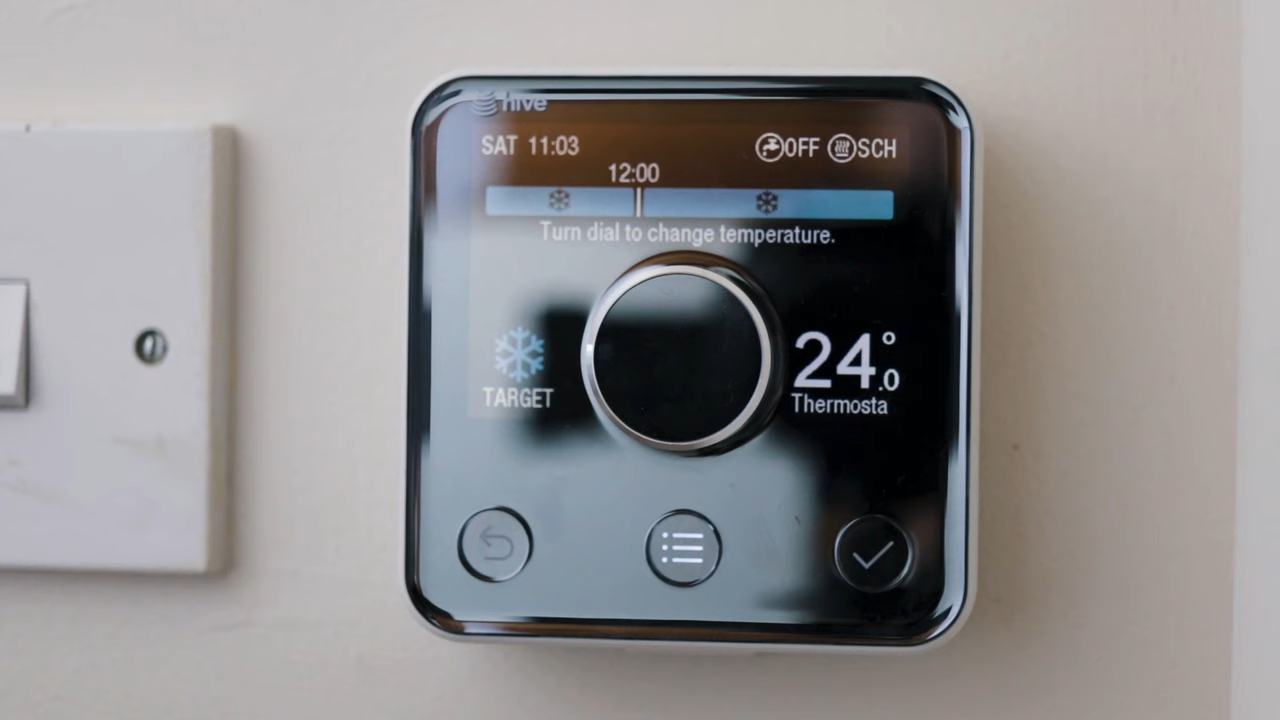 hive
SAT 11:03 OFF SCH
12:00
Turn dial to change temperature.
TARGET
24.0°
Thermosta